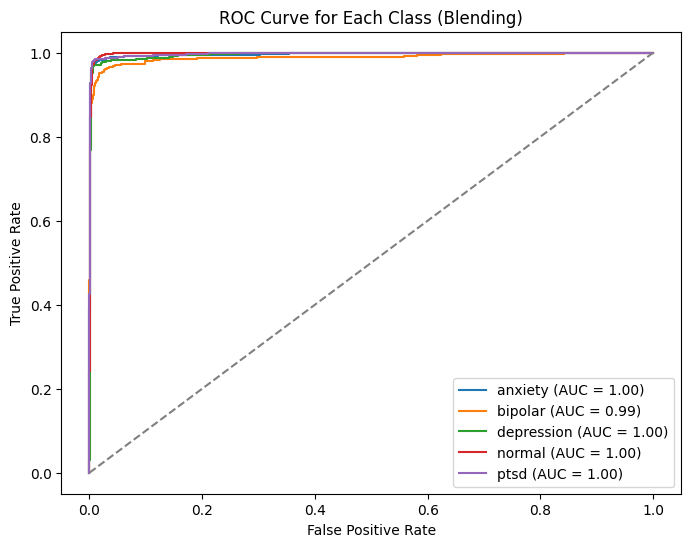 ROC Curve for Each Class (Blending)
True Positive Rate
1.0
0.8
0.6
0.4
0.2
0.0
anxiety (AUC = 1.00)
bipolar (AUC = 0.99)
depression (AUC = 1.00)
normal (AUC = 1.00)
ptsd (AUC = 1.00)
0.0 0.2 0.4 0.6 0.8 1.0
False Positive Rate